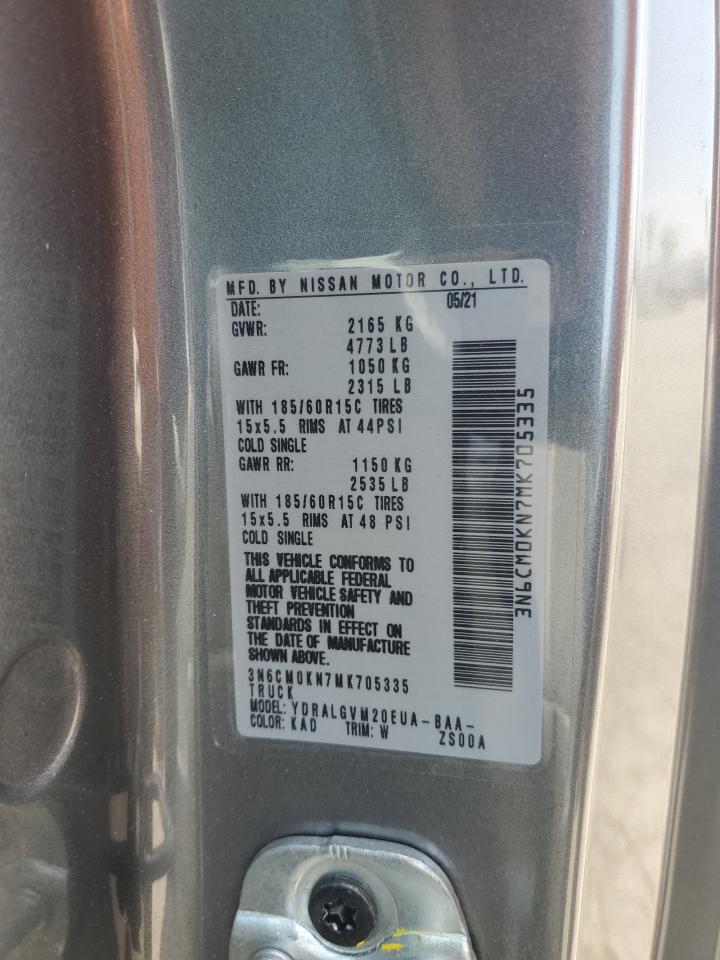 MFD. BY NISSAN MOTOR CO., LTD.
DATE: 05/21
GVWR: 2165 KG
4773 LB
GAWR FR: 1050 KG
2315 LB
WITH 185/60R15C TIRES
15x5.5 RIMS AT 44PSI
COLD SINGLE
GAWR RR: 1150 KG
2535 LB
WITH 185/60R15C TIRES
15x5.5 RIMS AT 48 PSI
COLD SINGLE
THIS VEHICLE CONFORMS TO
ALL APPLICABLE FEDERAL
MOTOR VEHICLE SAFETY AND
THEFT PREVENTION
STANDARDS IN EFFECT ON
THE DATE OF MANUFACTURE
SHOWN ABOVE.
3N6CM0KN7MK705335
TRUCK
MODEL: YDRALGVM20EUA-BAA-
COLOR: KAD TRIM: W ZS00A
3N6CM0KN7MK705335